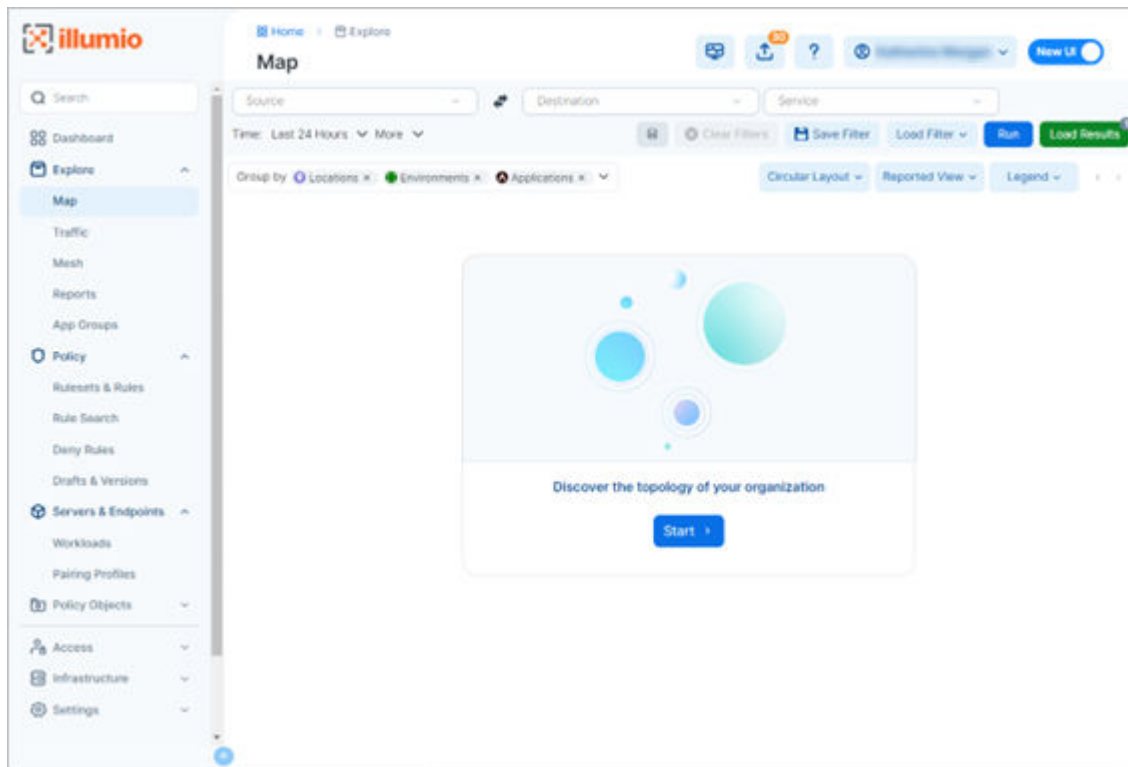 illumio
Home Explore
Map
30
?
New UI
Search
Source
Destination
Service
Time: Last 24 Hours More
Clear Filters
Save Filter
Load Filter
Run
Load Results
Group by Locations × Environments × Applications ×
Circular Layout
Reported View
Legend
Dashboard
Explore
Map
Traffic
Mesh
Reports
App Groups
Policy
Rulesets & Rules
Rule Search
Deny Rules
Drafts & Versions
Servers & Endpoints
Workloads
Pairing Profiles
Policy Objects
Access
Infrastructure
Settings
Discover the topology of your organization
Start